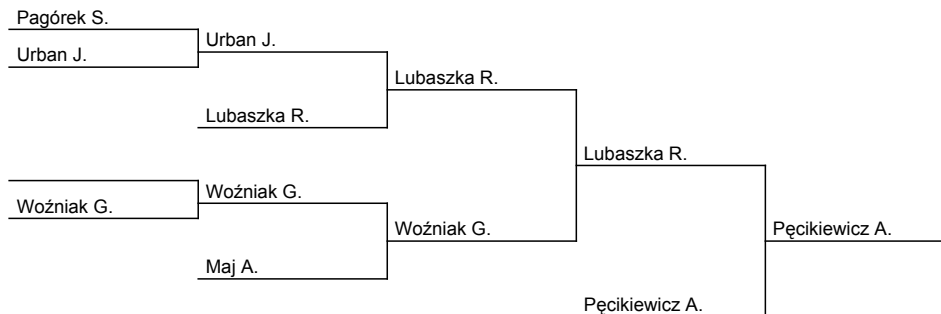 Pagórek S.
Urban J.
Urban J.
Lubaszka R.
Lubaszka R.
Lubaszka R.
Woźniak G.
Woźniak G.
Woźniak G.
Pęcikiewicz A.
Maj A.
Pęcikiewicz A.